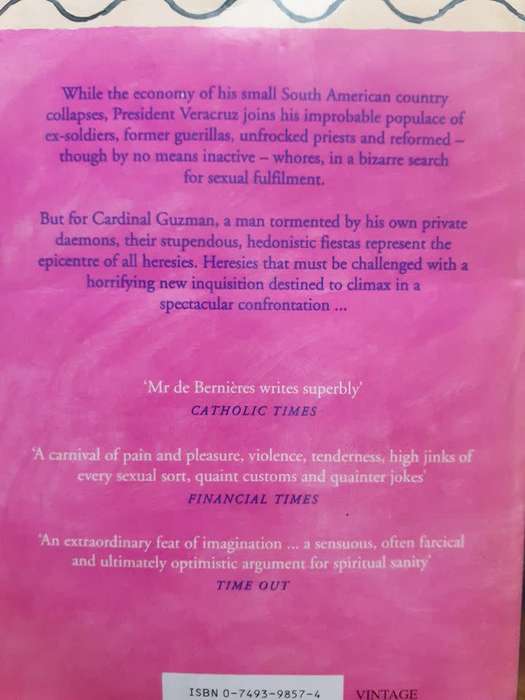 While the economy of his small South American country
collapses, President Veracruz joins his improbable populace of
ex-soldiers, former guerillas, unfrocked priests and reformed –
though by no means inactive – whores, in a bizarre search
for sexual fulfilment.
But for Cardinal Guzman, a man tormented by his own private
daemons, their stupendous, hedonistic fiestas represent the
epicentre of all heresies. Heresies that must be challenged with a
horrifying new inquisition destined to climax in a
spectacular confrontation ...
‘Mr de Bernières writes superbly’
CATHOLIC TIMES
‘A carnival of pain and pleasure, violence, tenderness, high jinks of
every sexual sort, quaint customs and quainter jokes’
FINANCIAL TIMES
‘An extraordinary feat of imagination ... a sensuous, often farcical
and ultimately optimistic argument for spiritual sanity’
TIME OUT
ISBN 0-7493-9857-4
VINTAGE